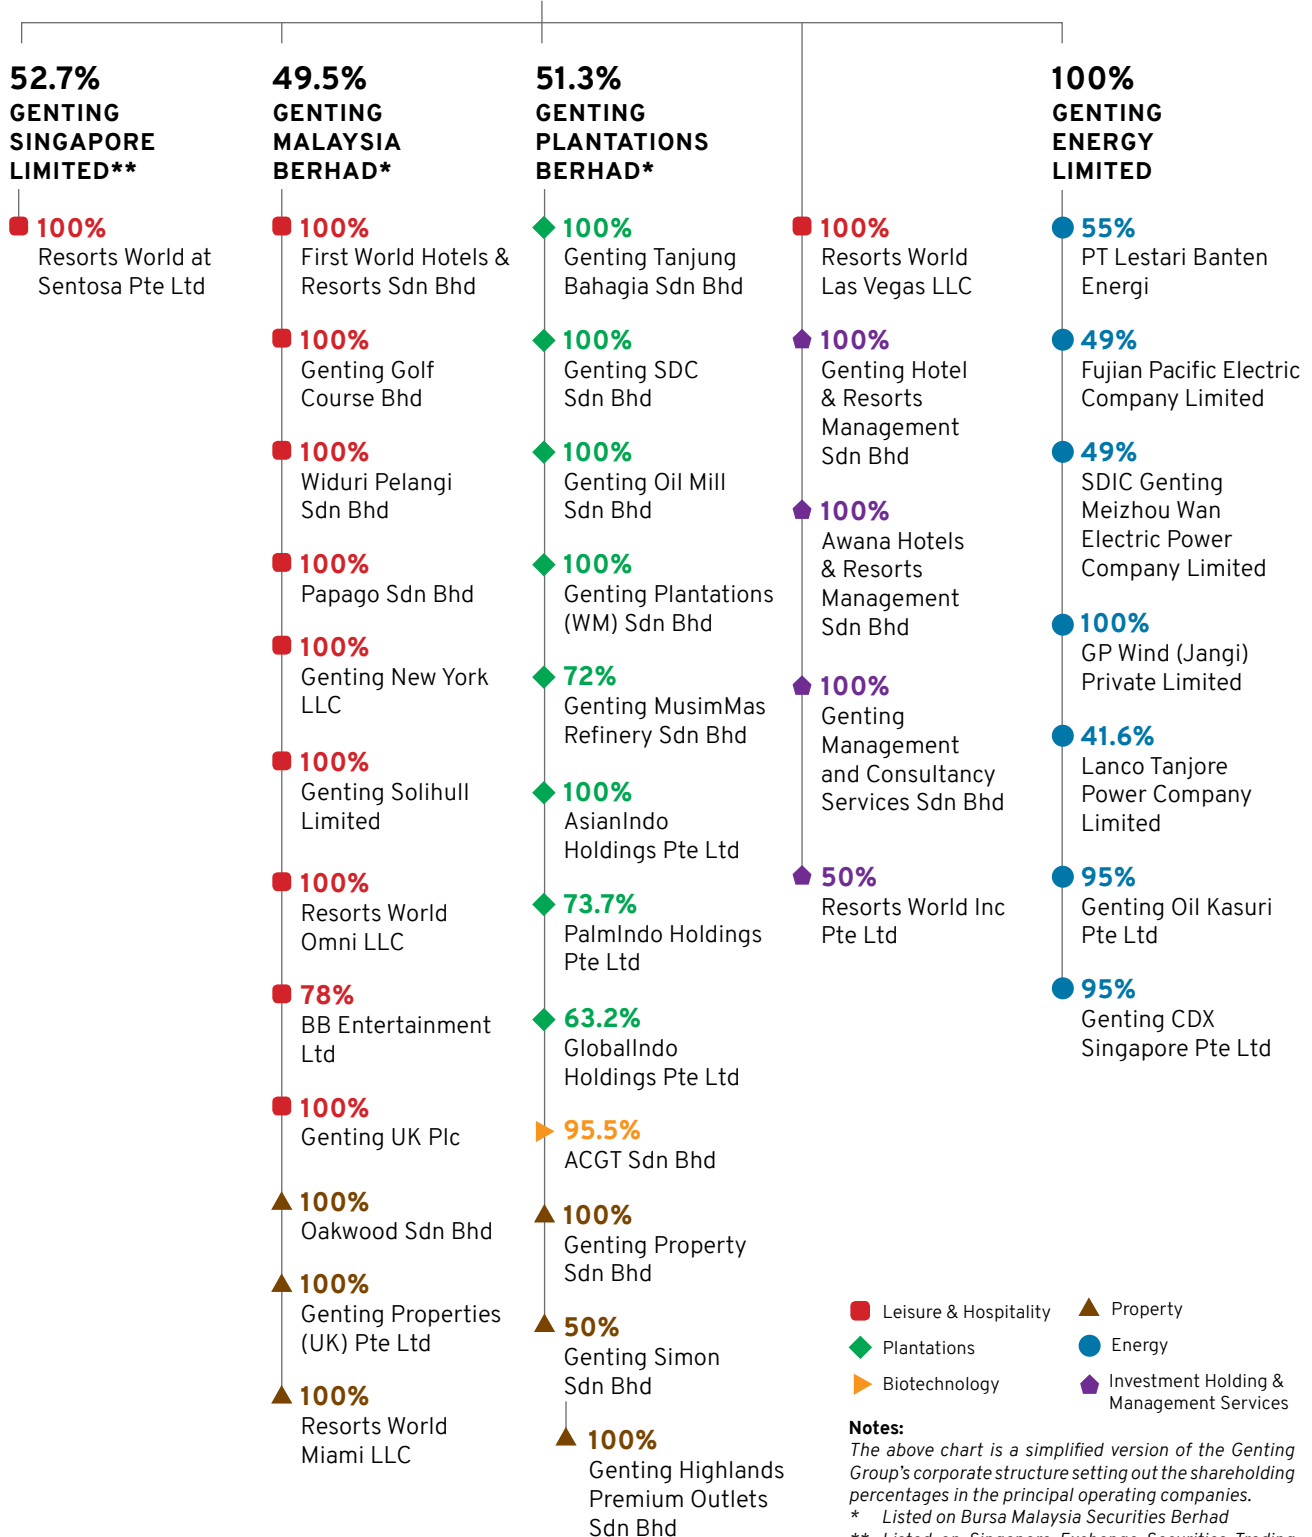 52.7%
GENTING
SINGAPORE
LIMITED**
100%
Resorts World at
Sentosa Pte Ltd
49.5%
GENTING
MALAYSIA
BERHAD*
100%
First World Hotels &
Resorts Sdn Bhd
100%
Genting Golf
Course Bhd
100%
Widuri Pelangi
Sdn Bhd
100%
Papago Sdn Bhd
100%
Genting New York
LLC
100%
Genting Solihull
Limited
100%
Resorts World
Omni LLC
78%
BB Entertainment
Ltd
100%
Genting UK Plc
100%
Oakwood Sdn Bhd
100%
Genting Properties
(UK) Pte Ltd
100%
Resorts World
Miami LLC
51.3%
GENTING
PLANTATIONS
BERHAD*
100%
Genting Tanjung
Bahagia Sdn Bhd
100%
Genting SDC
Sdn Bhd
100%
Genting Oil Mill
Sdn Bhd
100%
Genting Plantations
(WM) Sdn Bhd
72%
Genting MusimMas
Refinery Sdn Bhd
100%
AsianIndo
Holdings Pte Ltd
73.7%
PalmIndo Holdings
Pte Ltd
63.2%
GlobalIndo
Holdings Pte Ltd
95.5%
ACGT Sdn Bhd
100%
Genting Property
Sdn Bhd
50%
Genting Simon
Sdn Bhd
100%
Genting Highlands
Premium Outlets
Sdn Bhd
100%
Resorts World
Las Vegas LLC
100%
Genting Hotel
& Resorts
Management
Sdn Bhd
100%
Awana Hotels
& Resorts
Management
Sdn Bhd
100%
Genting
Management
and Consultancy
Services Sdn Bhd
50%
Resorts World Inc
Pte Ltd
100%
GENTING
ENERGY
LIMITED
55%
PT Lestari Banten
Energi
49%
Fujian Pacific Electric
Company Limited
49%
SDIC Genting
Meizhou Wan
Electric Power
Company Limited
100%
GP Wind (Jangi)
Private Limited
41.6%
Lanco Tanjore
Power Company
Limited
95%
Genting Oil Kasuri
Pte Ltd
95%
Genting CDX
Singapore Pte Ltd
Leisure & Hospitality
Plantations
Biotechnology
Property
Energy
Investment Holding &
Management Services
Notes:
The above chart is a simplified version of the Genting
Group's corporate structure setting out the shareholding
percentages in the principal operating companies.
* Listed on Bursa Malaysia Securities Berhad
** Listed on Singapore Exchange Securities Trading